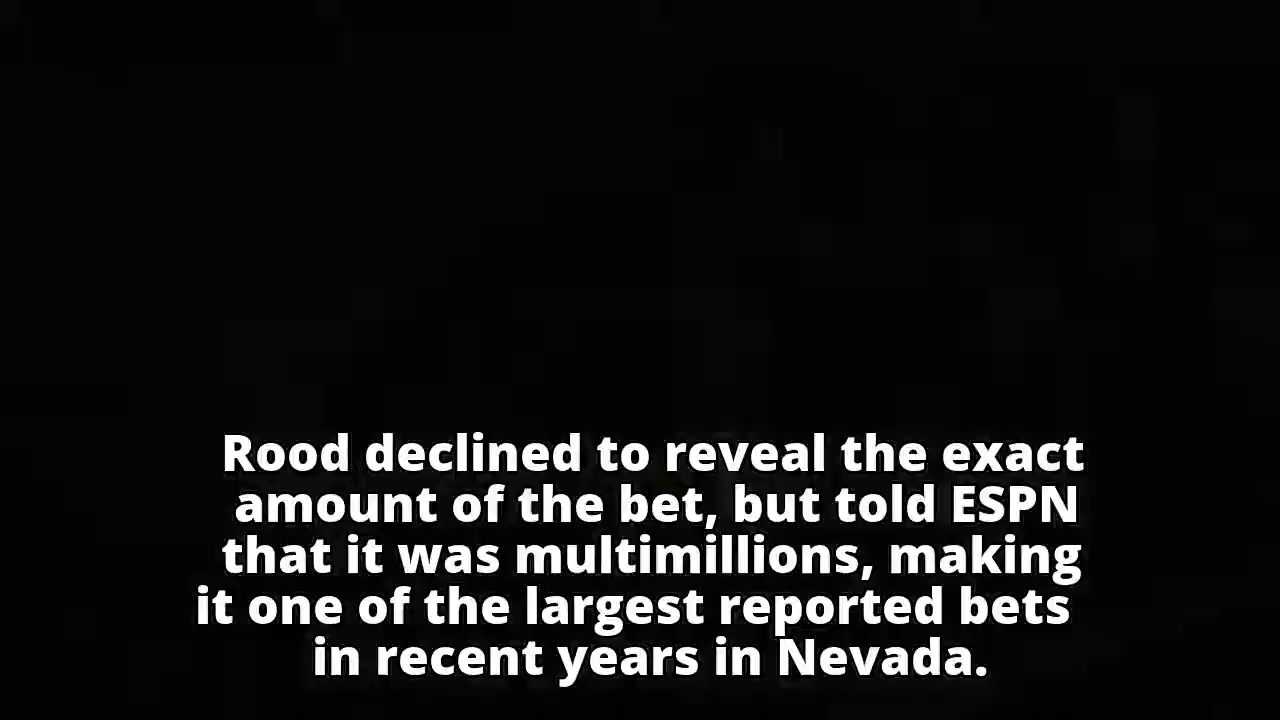 Rood declined to reveal the exact
amount of the bet, but told ESPN
that it was multimillions, making
it one of the largest reported bets
in recent years in Nevada.